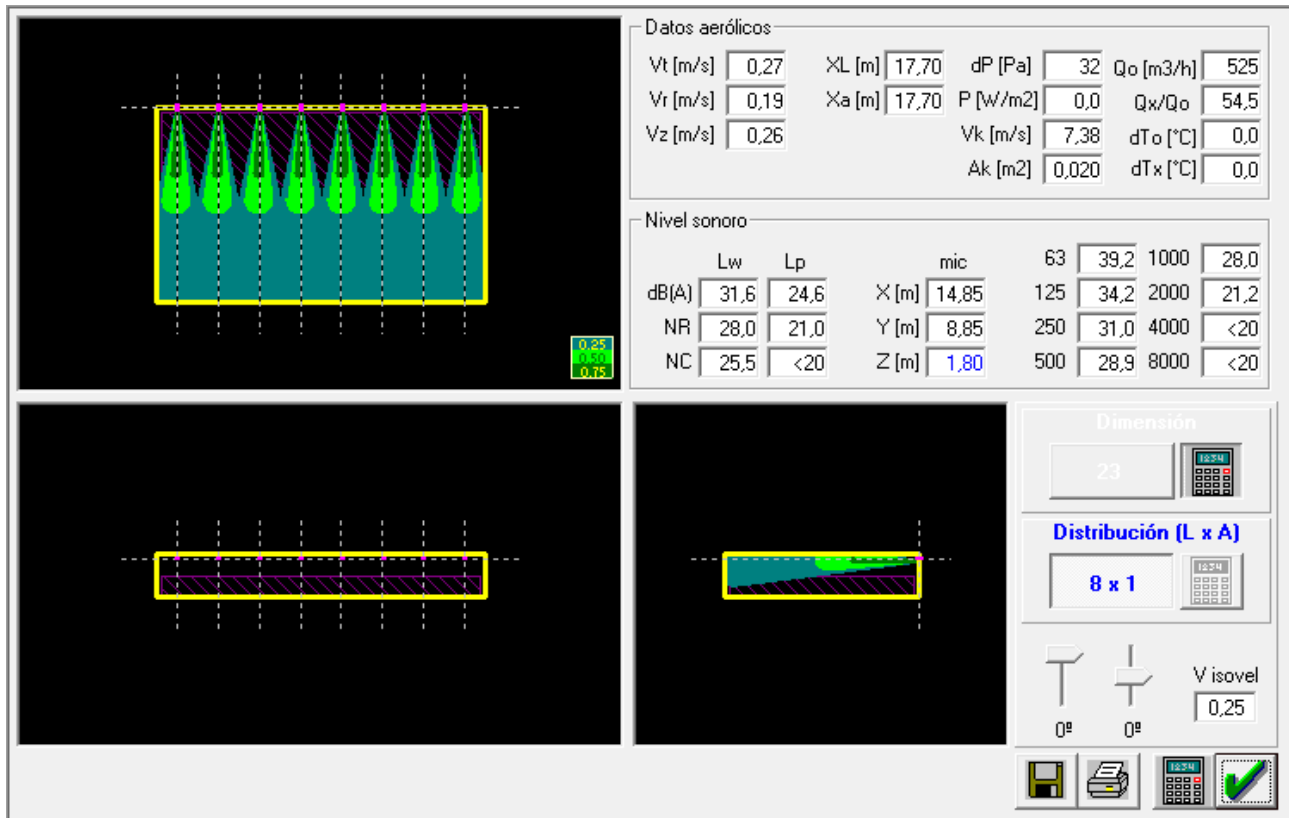 Datos aerólicos
Vt [m/s] 0,27 XL [m] 17,70 dP [Pa] 32 Qo [m3/h] 525
Vr [m/s] 0,19 Xa [m] 17,70 P [W/m2] 0,0 Qx/Qo 54,5
Vz [m/s] 0,26 Vk [m/s] 7,38 dTo [°C] 0,0
Ak [m2] 0,020 dTx [°C] 0,0
0.25
0.50
0.75
Nivel sonoro
Lw Lp mic 63 39,2 1000 28,0
dB(A) 31,6 24,6 X [m] 14,85 125 34,2 2000 21,2
NR 28,0 21,0 Y [m] 8,85 250 31,0 4000 <20
NC 25,5 <20 Z [m] 1,80 500 28,9 8000 <20
Dimensión
23
1234
Distribución (L x A)
8 x 1
1234
V isovel
0,25
0º 0º
1234